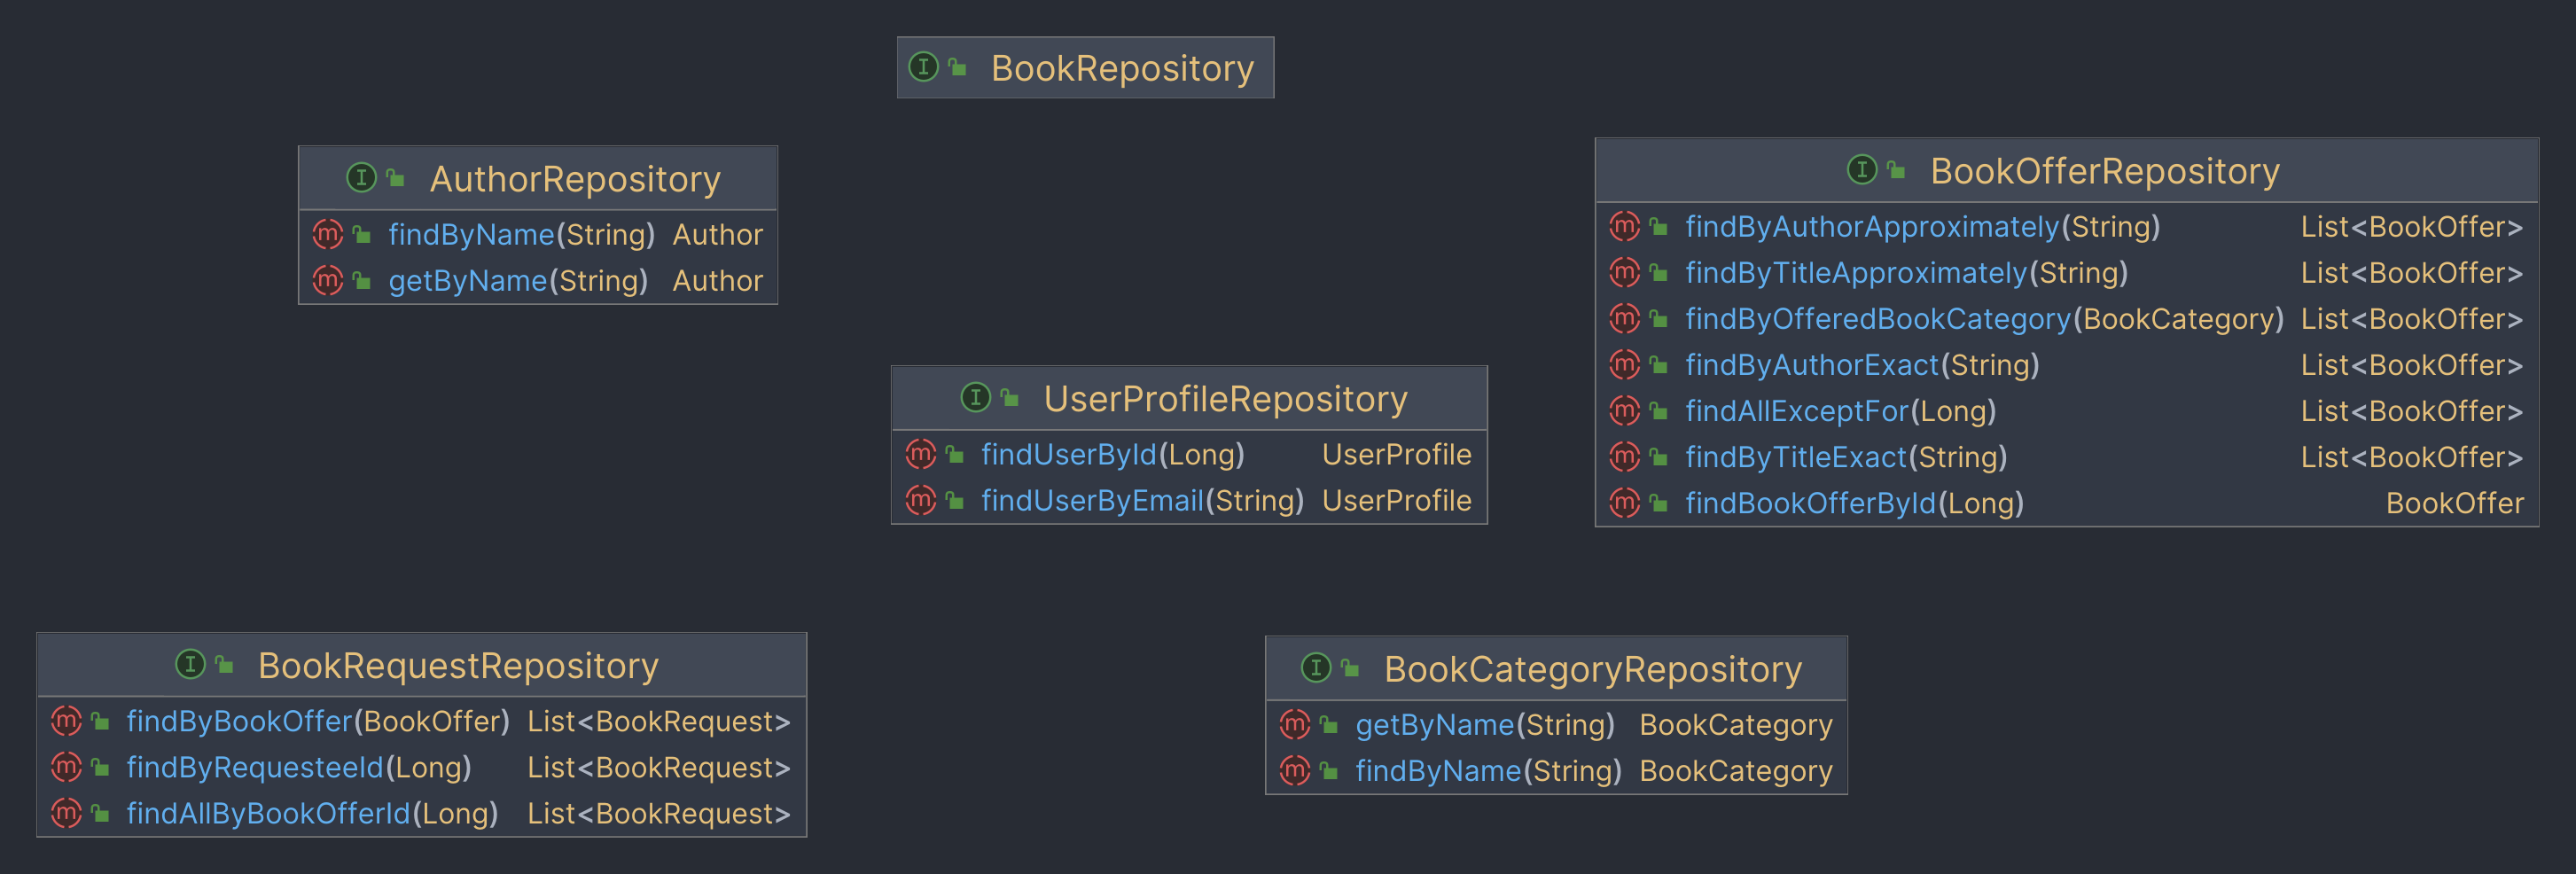 BookRepository
AuthorRepository
findByName(String) Author
getByName(String) Author
BookOfferRepository
findByAuthorApproximately(String) List<BookOffer>
findByTitleApproximately(String) List<BookOffer>
findByOfferedBookCategory(BookCategory) List<BookOffer>
findByAuthorExact(String) List<BookOffer>
findAllExceptFor(Long) List<BookOffer>
findByTitleExact(String) List<BookOffer>
findBookOfferById(Long) BookOffer
UserProfileRepository
findUserById(Long) UserProfile
findUserByEmail(String) UserProfile
BookRequestRepository
findByBookOffer(BookOffer) List<BookRequest>
findByRequesteeId(Long) List<BookRequest>
findAllByBookOfferId(Long) List<BookRequest>
BookCategoryRepository
getByName(String) BookCategory
findByName(String) BookCategory